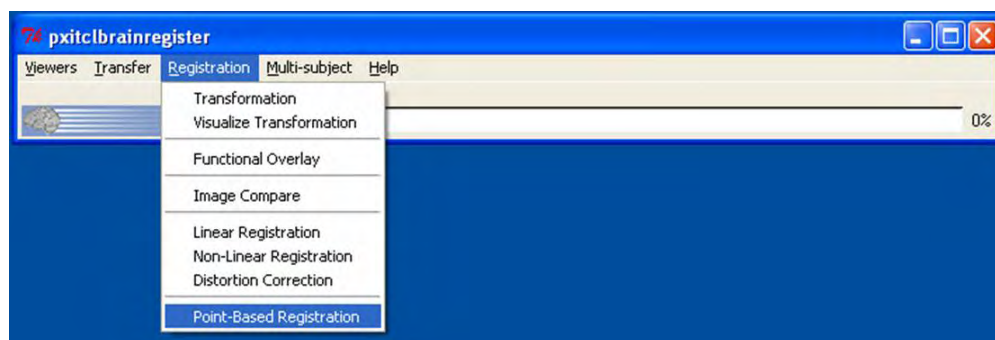 7% pxitclbrainregister
Viewers Transfer Registration Multi-subject Help
0%
Transformation
Visualize Transformation
Functional Overlay
Image Compare
Linear Registration
Non-Linear Registration
Distortion Correction
Point-Based Registration